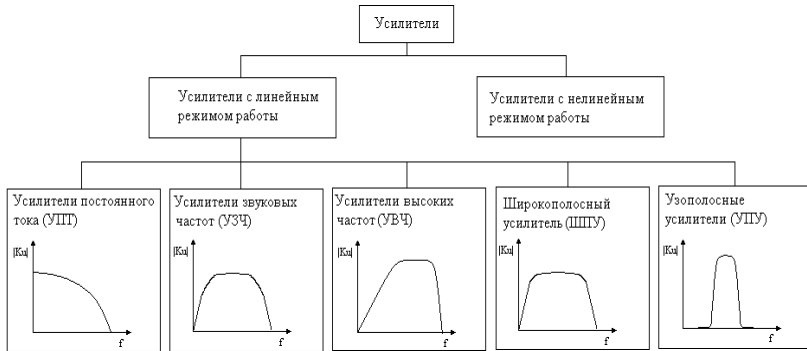 Усилители
Усилители с линейным
режимом работы
Усилители с нелинейным
режимом работы
Усилители постоянного
тока (УПТ)
|Кu|
f
Усилители звуковых
частот (УЗЧ)
|Кu|
f
Усилители высоких
частот (УВЧ)
|Кu|
f
Широкополосный
усилитель (ШПУ)
|Кu|
f
Узополосные
усилители (УПУ)
|Кu|
f